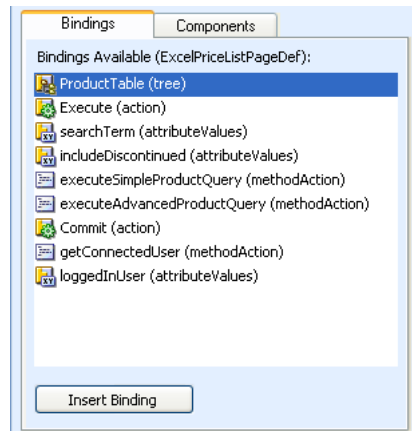 Bindings Components
Bindings Available (ExcelPriceListPageDef):
ProductTable (tree)
Execute (action)
searchTerm (attributeValues)
includeDiscontinued (attributeValues)
executeSimpleProductQuery (methodAction)
executeAdvancedProductQuery (methodAction)
Commit (action)
getConnectedUser (methodAction)
loggedInUser (attributeValues)
Insert Binding